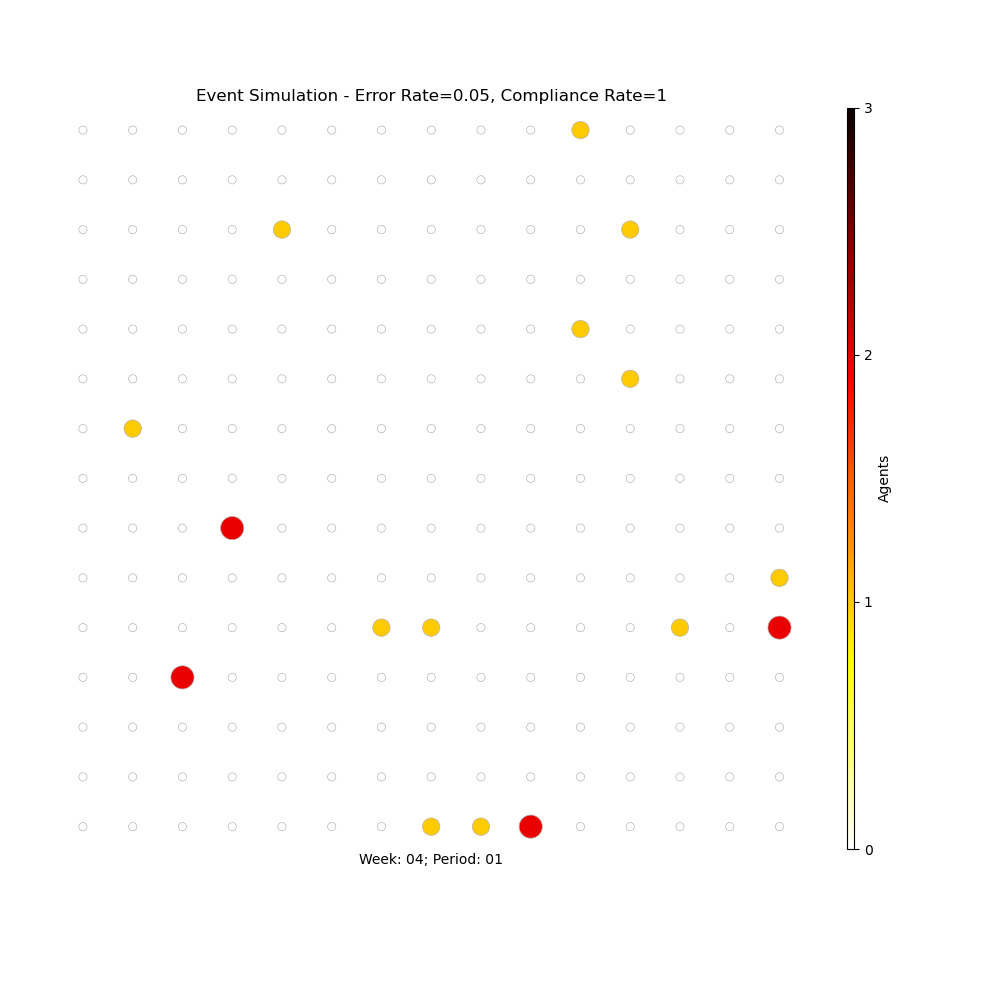 Event Simulation - Error Rate=0.05, Compliance Rate=1
3
2
Agents
1
0
Week: 04; Period: 01